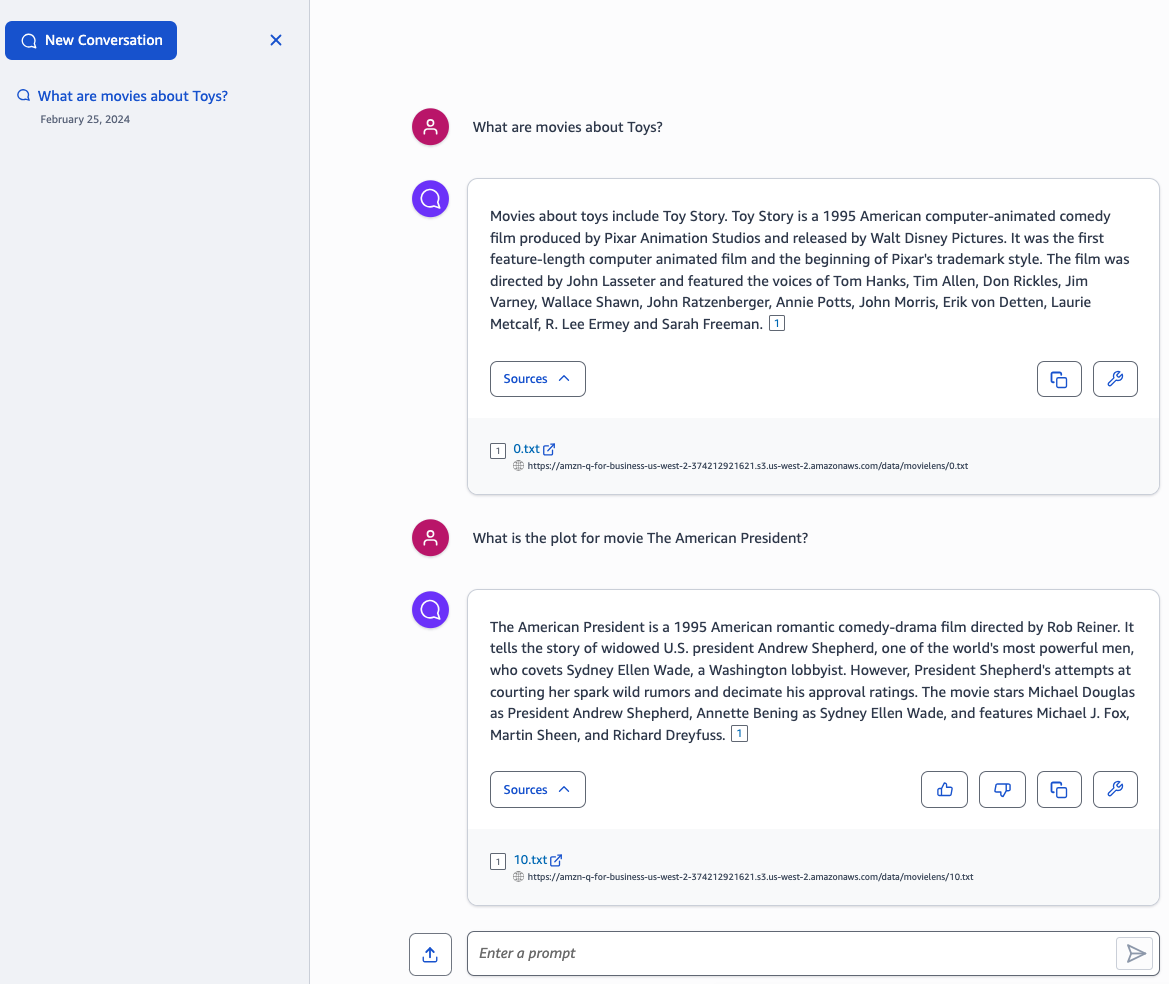 New Conversation
What are movies about Toys?
February 25, 2024
What are movies about Toys?
Movies about toys include Toy Story. Toy Story is a 1995 American computer-animated comedy
film produced by Pixar Animation Studios and released by Walt Disney Pictures. It was the first
feature-length computer animated film and the beginning of Pixar's trademark style. The film was
directed by John Lasseter and featured the voices of Tom Hanks, Tim Allen, Don Rickles, Jim
Varney, Wallace Shawn, John Ratzenberger, Annie Potts, John Morris, Erik von Detten, Laurie
Metcalf, R. Lee Ermey and Sarah Freeman. 1
Sources
1 0.txt
https://amzn-q-for-business-us-west-2-374212921621.s3.us-west-2.amazonaws.com/data/movielens/0.txt
What is the plot for movie The American President?
The American President is a 1995 American romantic comedy-drama film directed by Rob Reiner. It
tells the story of widowed U.S. president Andrew Shepherd, one of the world's most powerful men,
who covets Sydney Ellen Wade, a Washington lobbyist. However, President Shepherd's attempts at
courting her spark wild rumors and decimate his approval ratings. The movie stars Michael Douglas
as President Andrew Shepherd, Annette Bening as Sydney Ellen Wade, and features Michael J. Fox,
Martin Sheen, and Richard Dreyfuss. 1
Sources
1 10.txt
https://amzn-q-for-business-us-west-2-374212921621.s3.us-west-2.amazonaws.com/data/movielens/10.txt
Enter a prompt